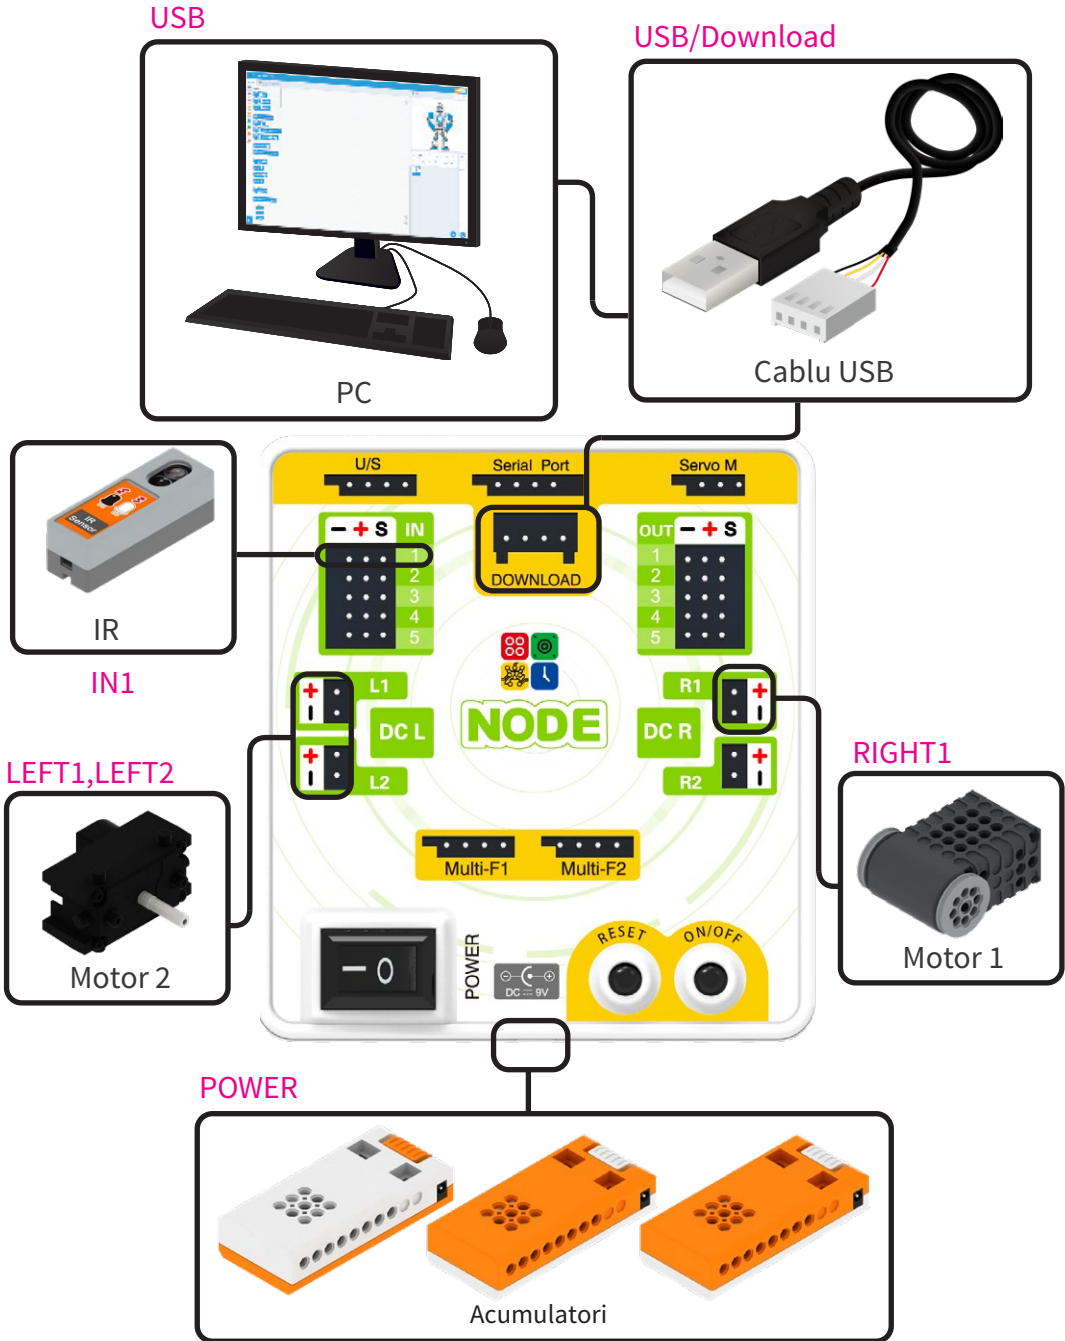 USB
USB/Download
PC
Cablu USB
U/S
Serial Port
Servo M
- + S IN
1
2
3
4
5
DOWNLOAD
OUT - + S
1
2
3
4
5
IR
Sensor
IR
IN1
+
-
L1
DC L
+
-
L2
NODE
R1
+
-
DC R
R2
+
-
LEFT1,LEFT2
Motor 2
RIGHT1
Motor 1
Multi-F1
Multi-F2
POWER
DC 9V
RESET
ON/OFF
POWER
Acumulatori